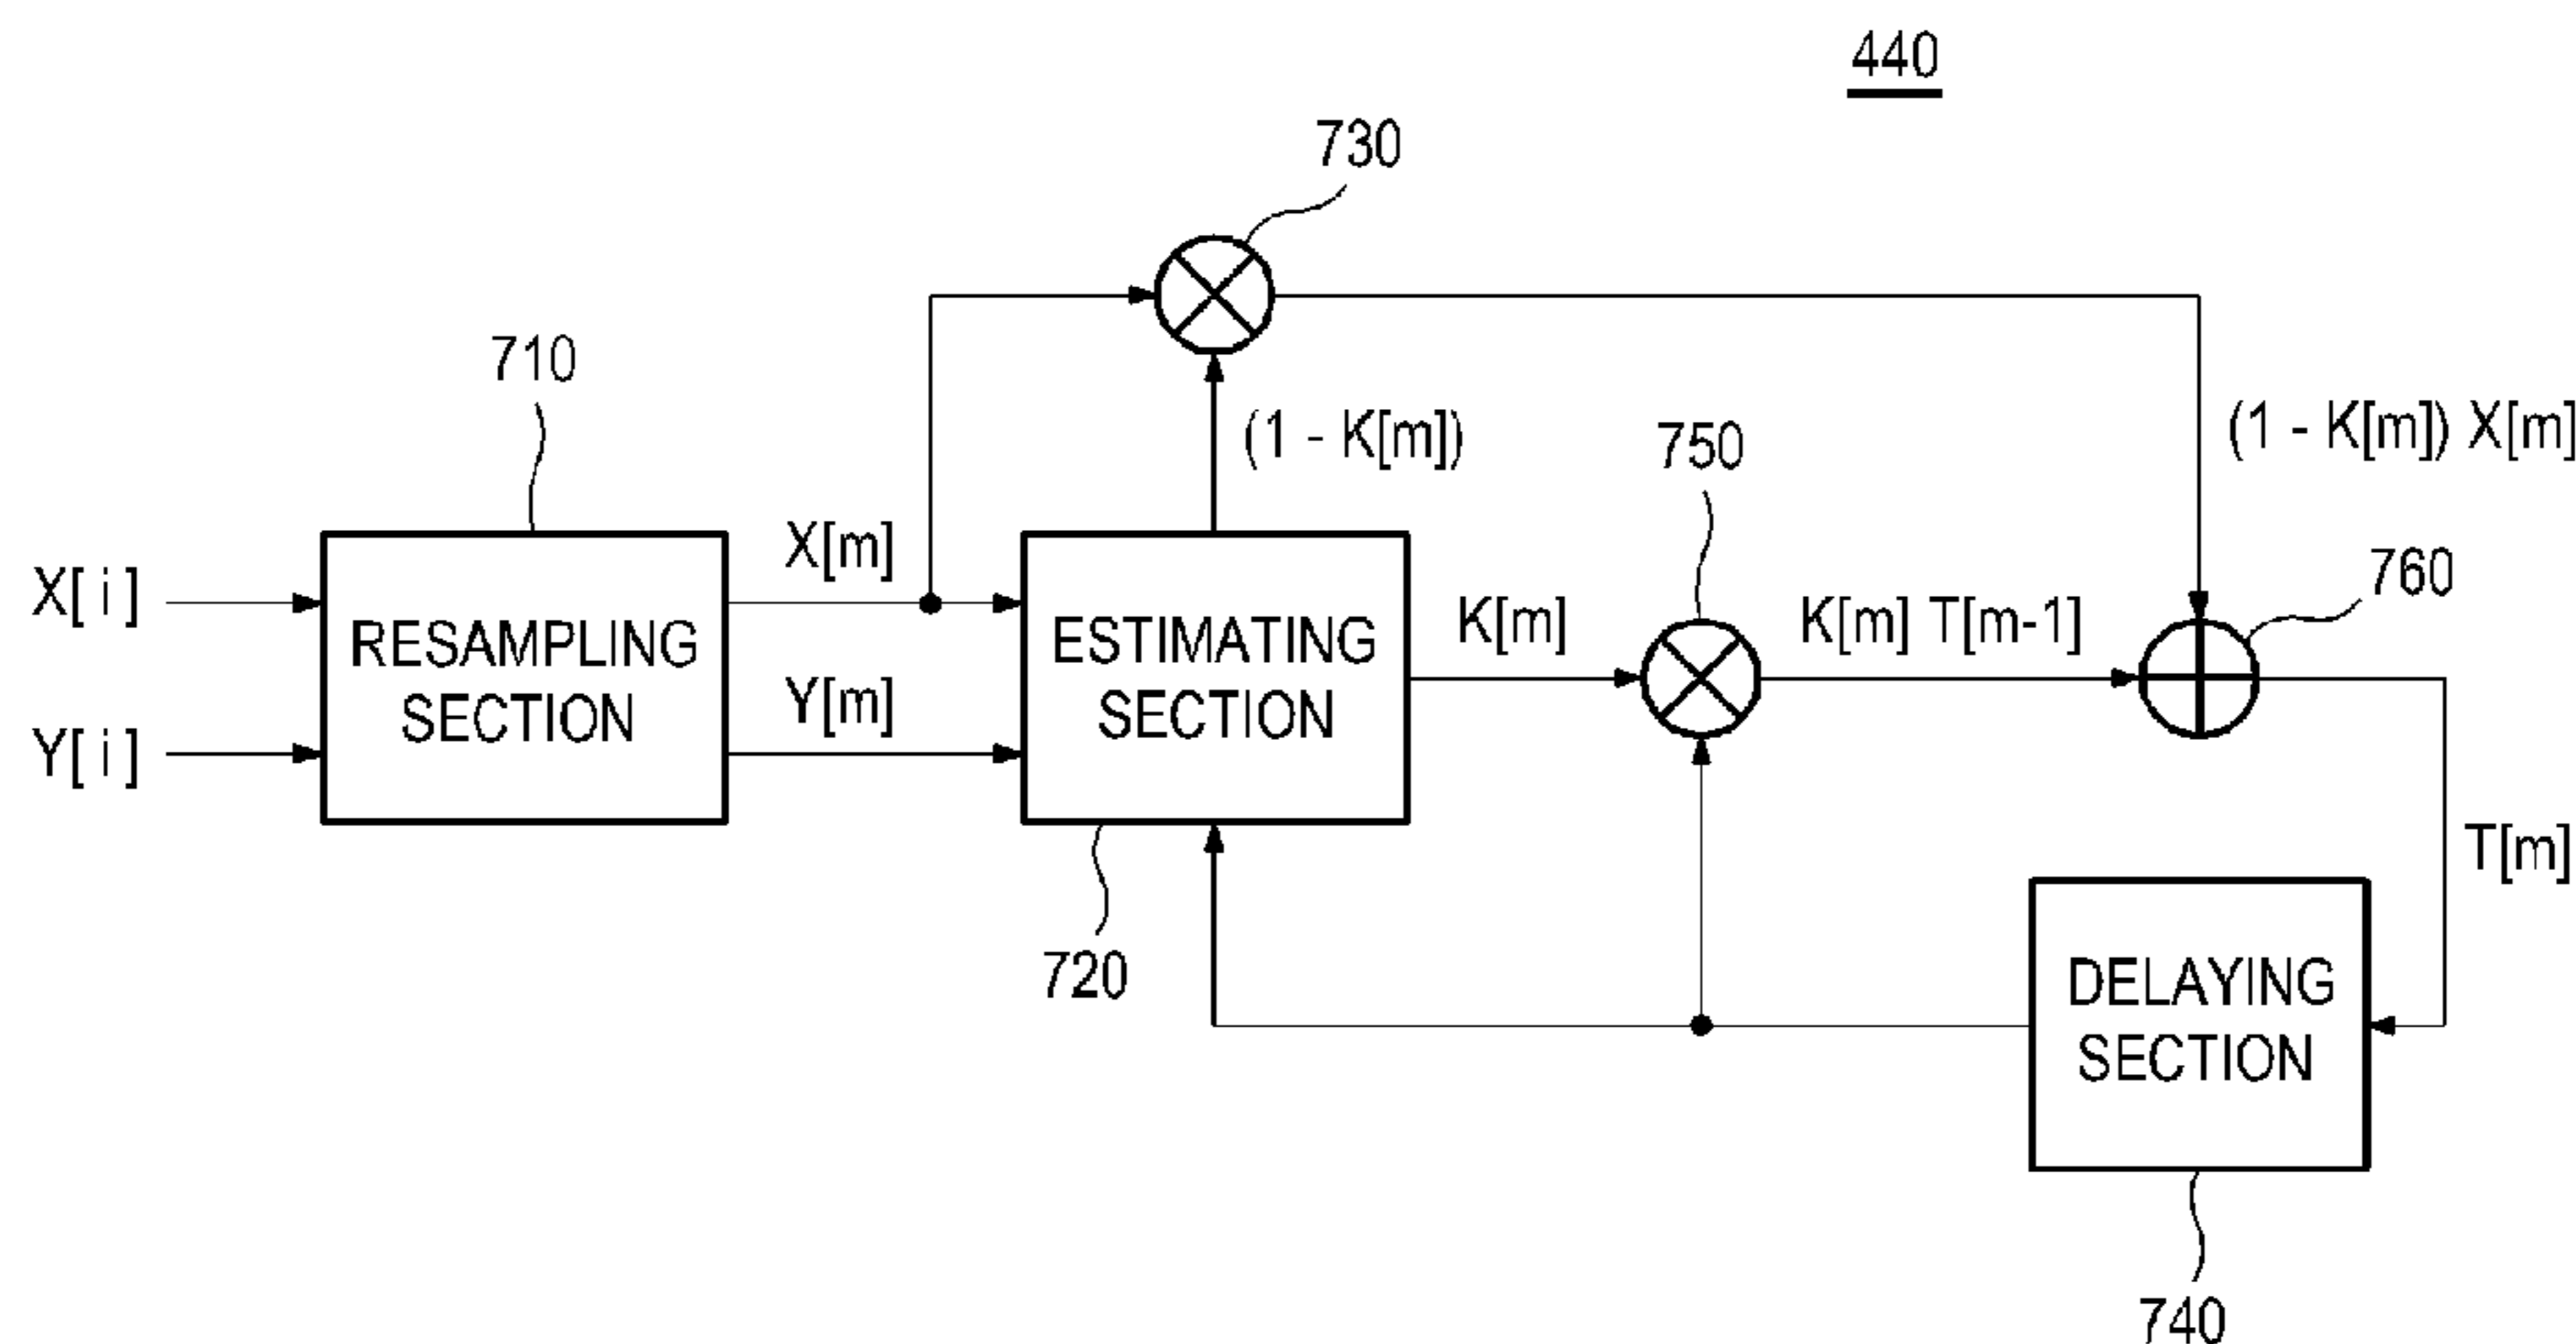 440
730
710
(1 - K[m])
750
(1 - K[m]) X[m]
X[m]
760
X[ i ]
RESAMPLING
SECTION
ESTIMATING
SECTION
K[m]
K[m] T[m-1]
Y[ i ]
Y[m]
T[m]
720
DELAYING
SECTION
740